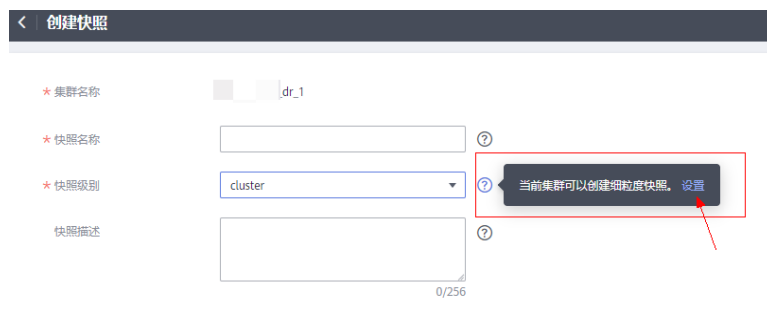 创建快照
* 集群名称 _dr_1
* 快照名称
* 快照级别 cluster 当前集群可以创建细粒度快照。 设置
快照描述
0/256